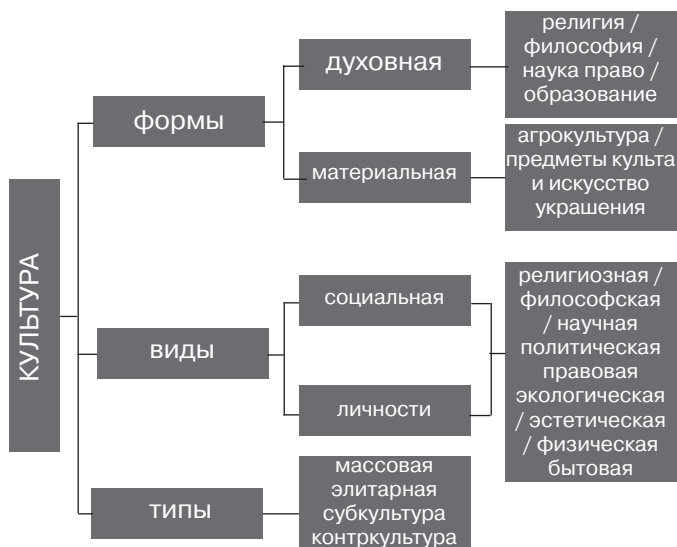 КУЛЬТУРА
формы
духовная
религия /
философия /
наука право /
образование
материальная
агрокультура /
предметы культа
и искусство
украшения
виды
социальная
личности
религиозная /
философская
/ научная
политическая
правовая
экологическая
/ эстетическая
/ физическая
бытовая
типы
массовая
элитарная
субкультура
контркультура